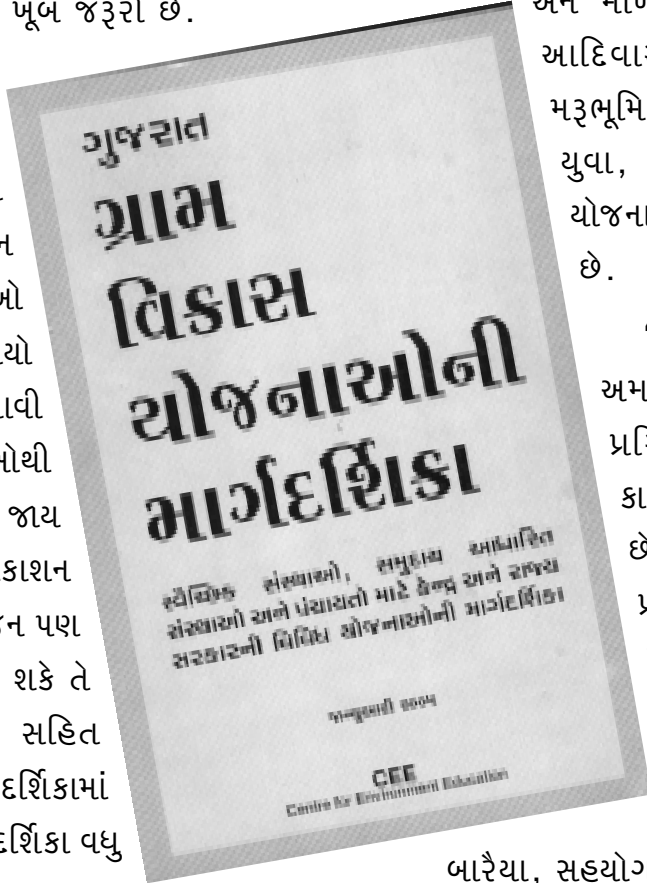 ખૂબ જરૂરી છે.
ગુજરાત
ગ્રામ
વિકાસ
યોજનાઓની
માર્ગદર્શિકા
સ્વૈચ્છિક સંસ્થાઓ, સમુદાય આધારિત
સંસ્થાઓ અને પંચાયતો માટે કેન્દ્ર અને રાજ્ય
સરકારની વિવિધ યોજનાઓની માર્ગદર્શિકા
જાન્યુઆરી
CEE
Centre for Environment Education
ન
ઓ
યો
ાવી
ઓથી
જાય
કાશન
ન પણ
શકે તે
સહિત
દર્શિકામાં
દર્શિકા વધુ
આદિવા
મરૂભૂમિ
યુવા,
યોજના
છે.
અમ
કા
છે
બારૈયા, સહયોગ